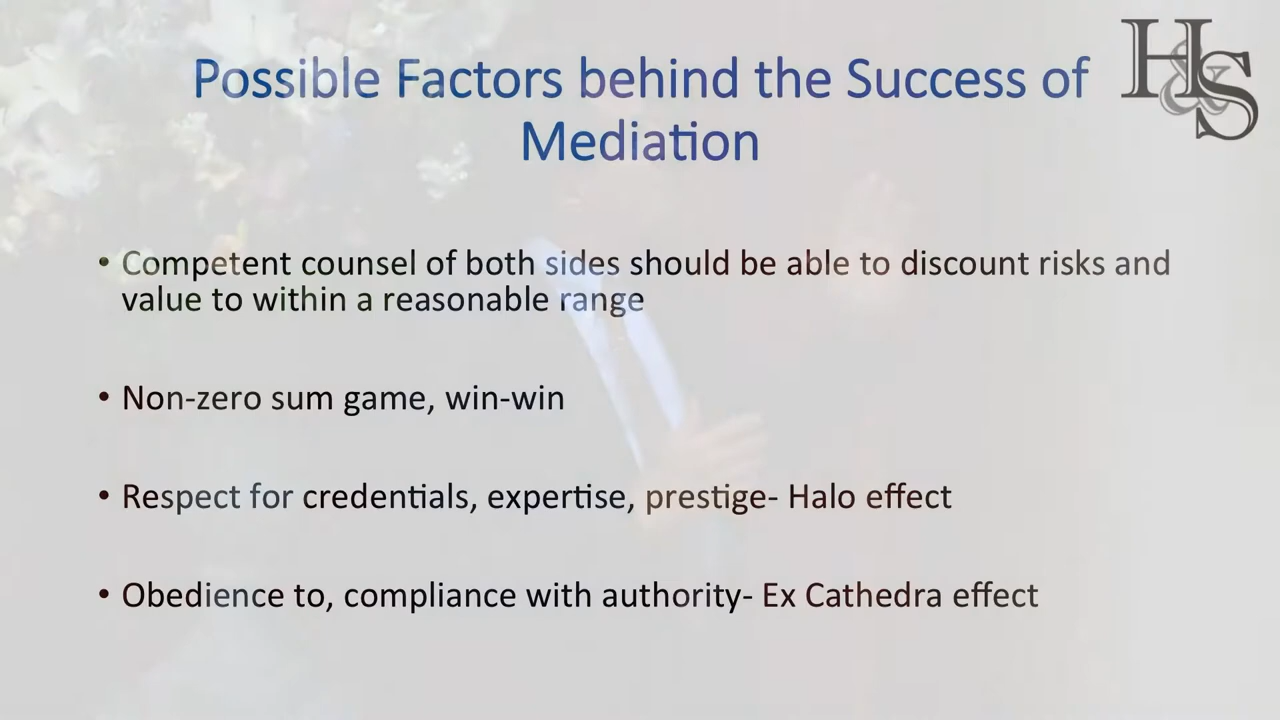 Possible Factors behind the Success of
Mediation
H&S
• Competent counsel of both sides should be able to discount risks and
value to within a reasonable range
• Non-zero sum game, win-win
• Respect for credentials, expertise, prestige- Halo effect
• Obedience to, compliance with authority- Ex Cathedra effect